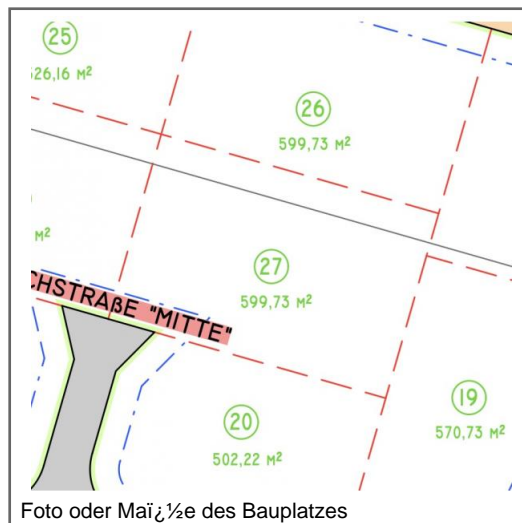 25
526,16 M²
26
599,73 M²
M²
27
599,73 M²
CHSTRAßE "MITTE"
20
502,22 M²
19
570,73 M²
Foto oder Maï¿½e des Bauplatzes